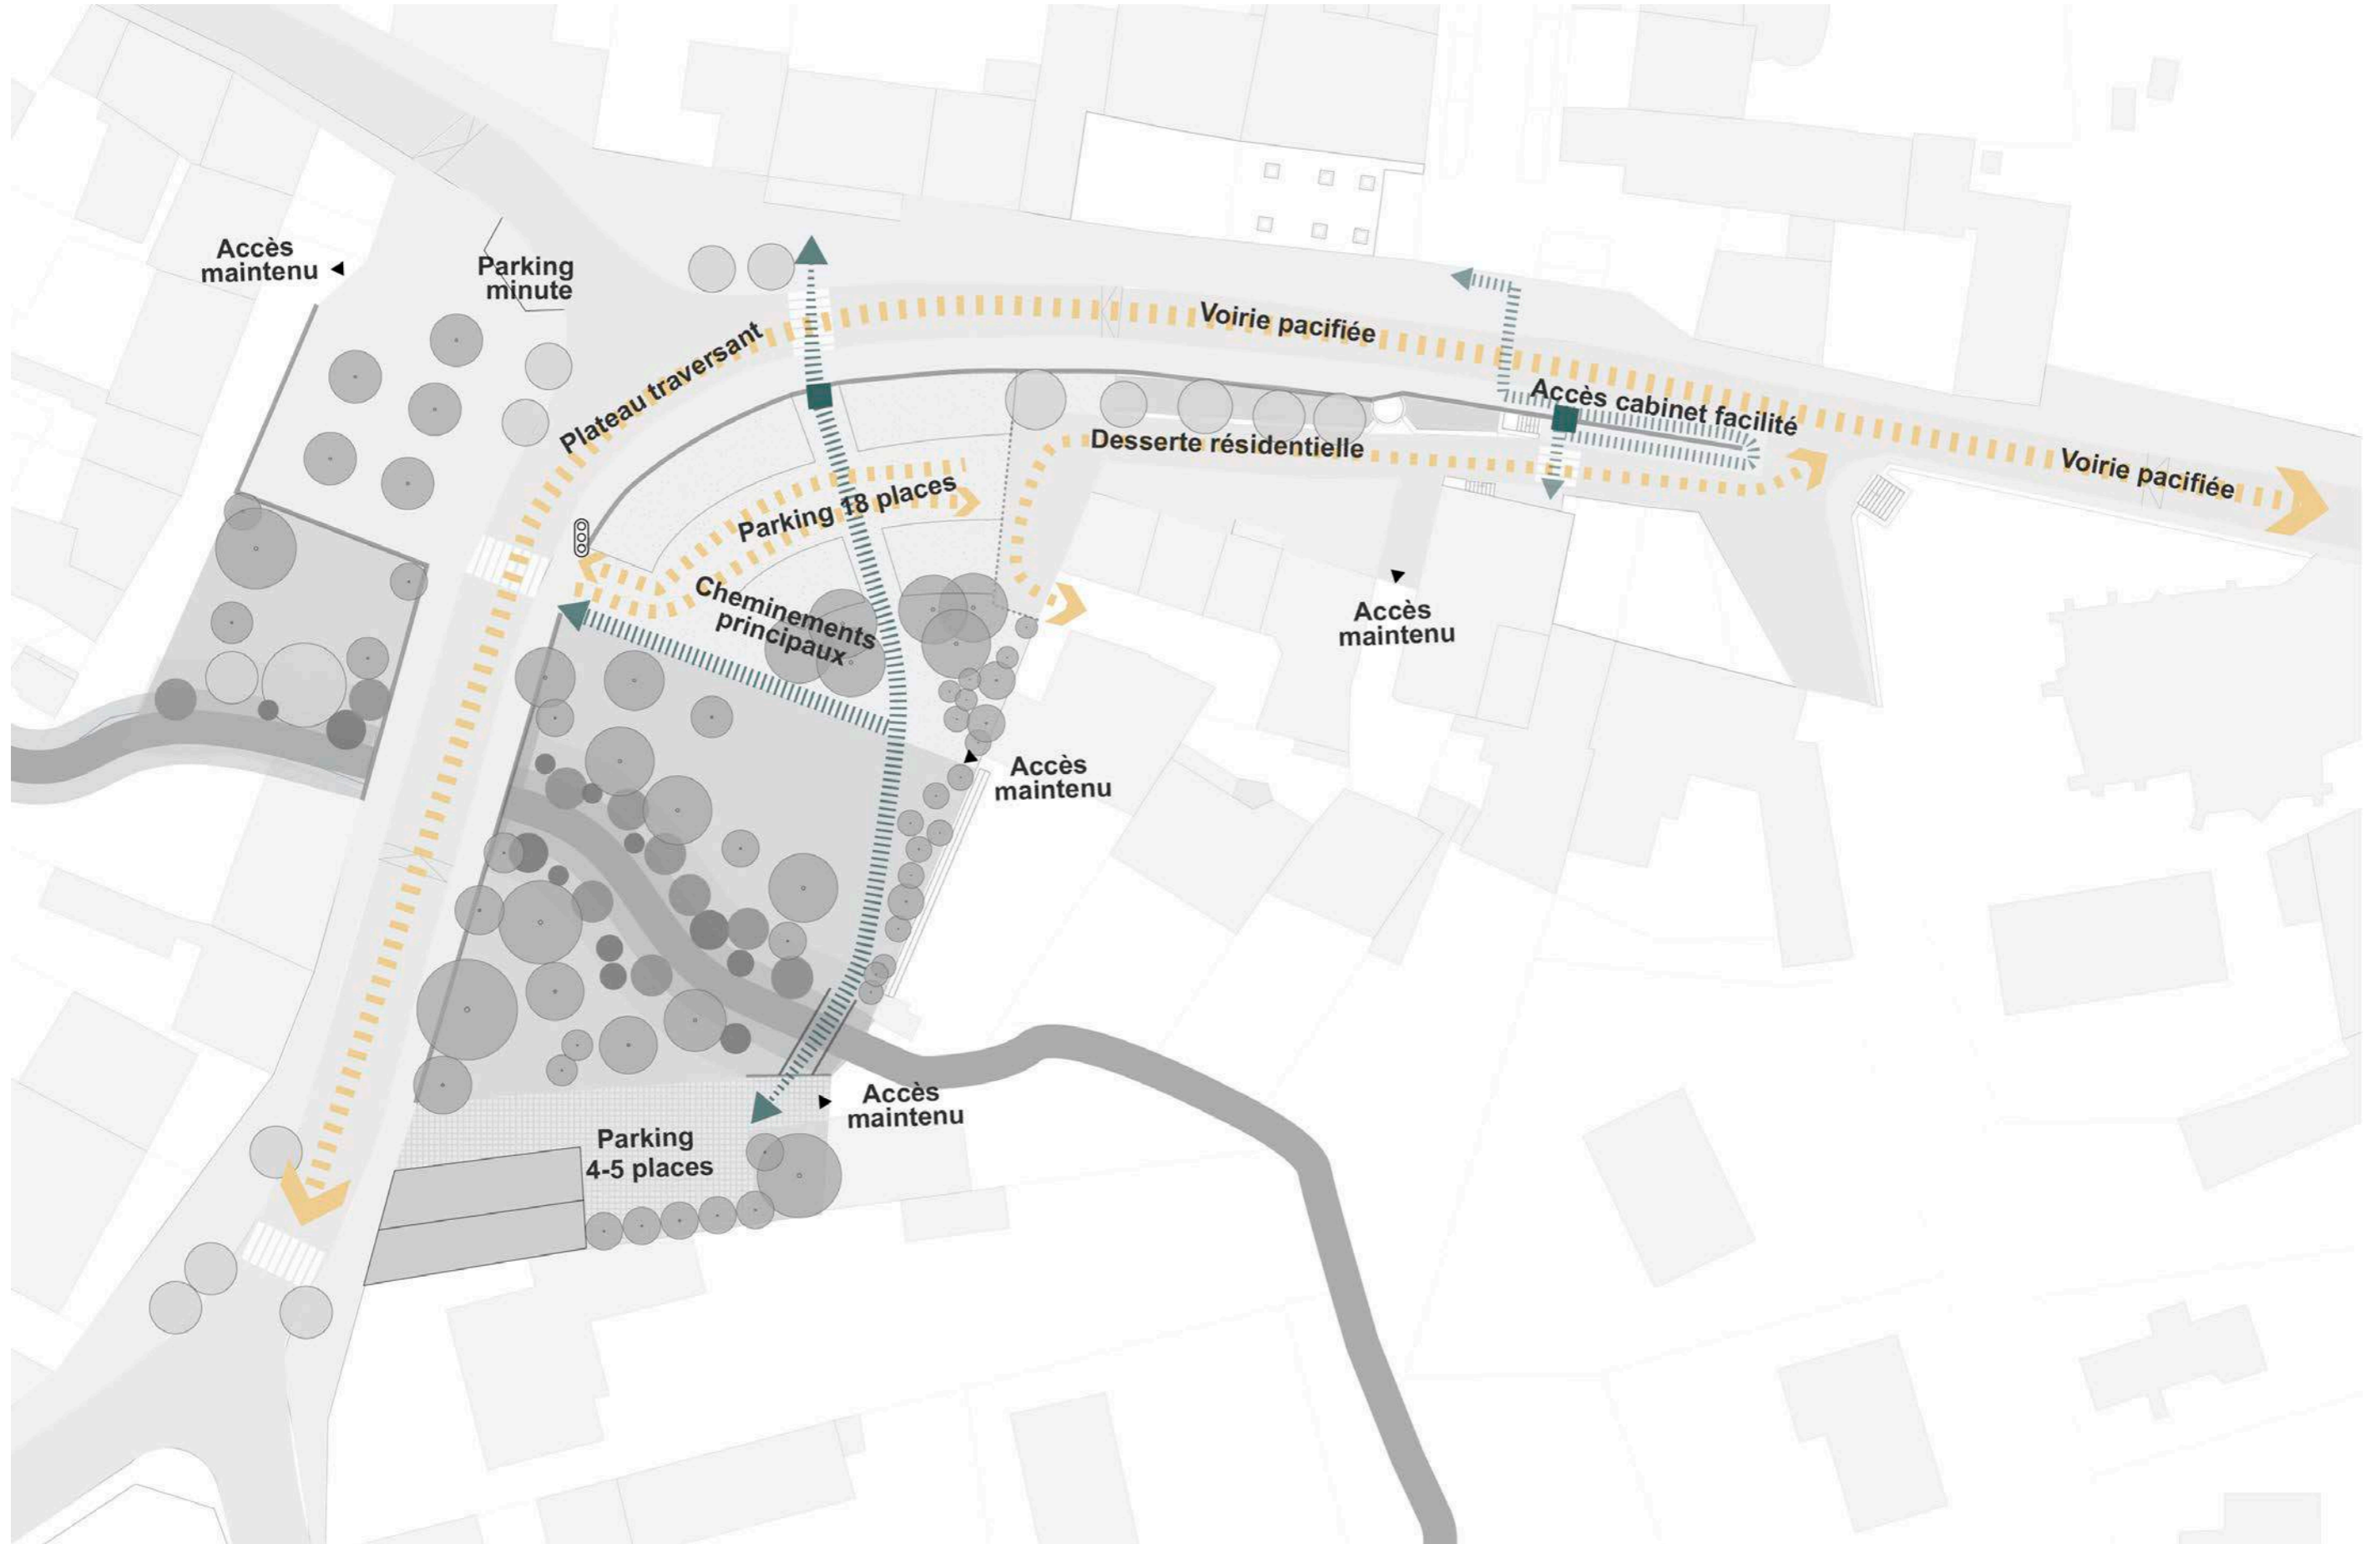 Accès
maintenu
Parking
minute
Plateau traversant
Voirie pacifiée
Accès cabinet facilité
Voirie pacifiée
Desserte résidentielle
Parking 18 places
Cheminements
principaux
Accès
maintenu
Accès
maintenu
Accès
maintenu
Parking
4-5 places